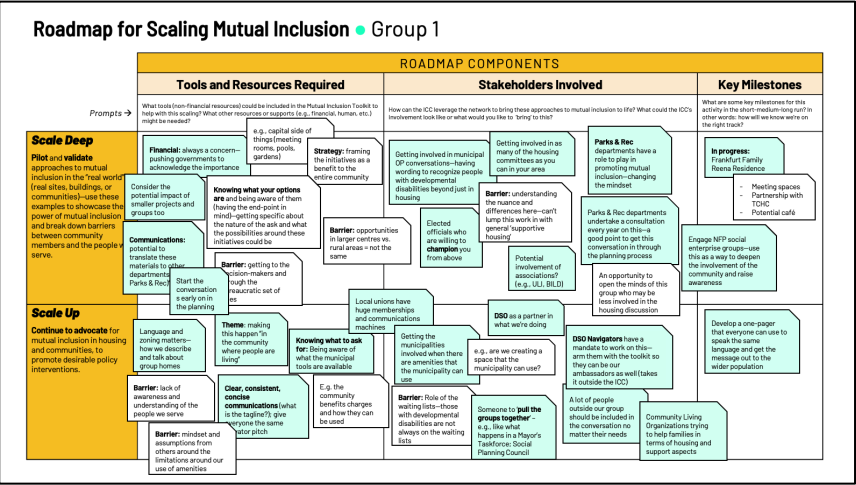 Roadmap for Scaling Mutual Inclusion ● Group 1
ROADMAP COMPONENTS
Tools and Resources Required
Stakeholders Involved
Key Milestones
Prompts →
What tools (non-financial resources) could be included in the Mutual Inclusion Toolkit to
help with this scaling? What other resources or supports (e.g., financial, human, etc.)
might be needed?
How can the ICC leverage the network to bring these approaches to mutual inclusion to life? What could the ICC's
involvement look like or what would you like to 'bring' to this?
What are some key milestones for this
activity in the short-medium-long run? In
other words: how will we know we're on
the right track?
Scale Deep
Pilot and validate
approaches to mutual
inclusion in the "real world"
(real sites, buildings, or
communities)—use these
examples to showcase the
power of mutual inclusion
and break down barriers
between community
members and the people
serve.
Financial: always a concern—
pushing governments to
acknowledge the importance
e.g., capital side of
things (meeting
rooms, pools,
gardens)
Strategy: framing
the initiatives as a
benefit to the
entire community
Consider the
potential impact of
smaller projects and
groups too
Knowing what your options
are and being aware of them
(having the end-point in
mind)—getting specific about
the nature of the ask and what
the possibilities around these
initiatives could be
Barrier: opportunities
in larger centres vs.
rural areas = not the
same
Communications:
potential to
translate these
materials to other
departments
Parks & Rec)
Barrier: getting to the
decision-makers and
through the
bureaucratic set of
Start the
conversation
s early on in
the planning
Getting involved in municipal
OP conversations—having
wording to recognize people
with developmental
disabilities beyond just in
housing
Getting involved in as
many of the housing
committees as you
can in your area
Parks & Rec
departments have a
role to play in
promoting mutual
inclusion—changing
the mindset
Barrier: understanding
the nuance and
differences here—can't
lump this work in with
general 'supportive
housing'
Elected
officials who
are willing to
champion you
from above
Parks & Rec departments
undertake a consultation
every year on this—a
good point to get this
conversation in through
the planning process
Potential
involvement of
associations?
(e.g., ULI, BILD)
An opportunity to
open the minds of this
group who may be
less involved in the
housing discussion
In progress:
Frankfurt Family
Reena Residence
- Meeting spaces
- Partnership with
TCHC
- Potential café
Engage NFP social
enterprise groups—use
this as a way to deepen
the involvement of the
community and raise
awareness
Scale Up
Continue to advocate for
mutual inclusion in housing
and communities, to
promote desirable policy
interventions.
Language and
zoning matters—
how we describe
and talk about
group homes
Theme: making
this happen "in
the community
where people are
living"
Knowing what to ask
for: Being aware of
what the municipal
tools are available
Local unions have
huge memberships
and communications
machines
Barrier: lack of
awareness and
understanding of the
people we serve
Clear, consistent,
concise
communications (what
is the tagline?): give
everyone the same
elevator pitch
E.g. the
community
benefits charges
and how they can
be used
Barrier: mindset and
assumptions from
others around the
limitations around our
use of amenities
Getting the
municipalities
involved when there
are amenities that
the municipality can
use
DSO as a partner in
what we're doing
e.g., are we creating a
space that the
municipality can use?
DSO Navigators have a
mandate to work on this—
arm them with the toolkit so
they can be our
ambassadors as well (takes
it outside the ICC)
Barrier: Role of the
waiting lists—those
with developmental
disabilities are not
always on the waiting
lists
Someone to 'pull the
groups together' –
e.g., like what
happens in a Mayor's
Taskforce; Social
Planning Council
A lot of people
outside our group
should be included in
the conversation no
matter their needs
Community Living
Organizations trying
to help families in
terms of housing and
support aspects
Develop a one-pager
that everyone can use to
speak the same
language and get the
message out to the
wider population